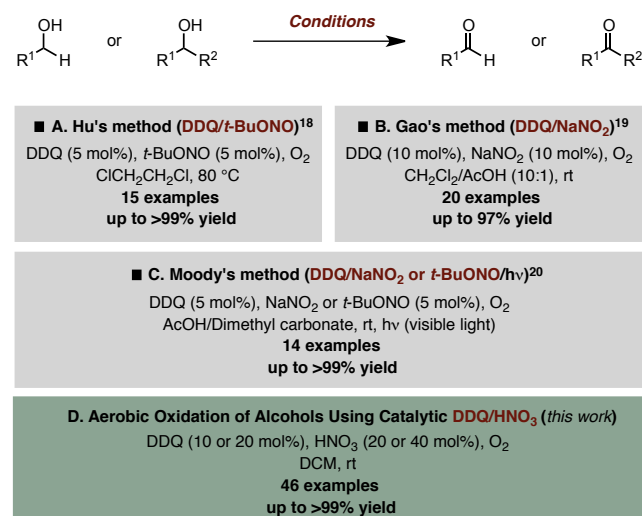 Conditions
OH
R¹ H
or
OH
R¹ R²
O
R¹ H
or
O
R¹ R²
■ A. Hu's method (DDQ/t-BuONO)¹⁸
DDQ (5 mol%), t-BuONO (5 mol%), O₂
ClCH₂CH₂Cl, 80 °C
15 examples
up to >99% yield
■ B. Gao's method (DDQ/NaNO₂)¹⁹
DDQ (10 mol%), NaNO₂ (10 mol%), O₂
CH₂Cl₂/AcOH (10:1), rt
20 examples
up to 97% yield
■ C. Moody's method (DDQ/NaNO₂ or t-BuONO/hν)²⁰
DDQ (5 mol%), NaNO₂ or t-BuONO (5 mol%), O₂
AcOH/Dimethyl carbonate, rt, hν (visible light)
14 examples
up to >99% yield
D. Aerobic Oxidation of Alcohols Using Catalytic DDQ/HNO₃ (this work)
DDQ (10 or 20 mol%), HNO₃ (20 or 40 mol%), O₂
DCM, rt
46 examples
up to >99% yield